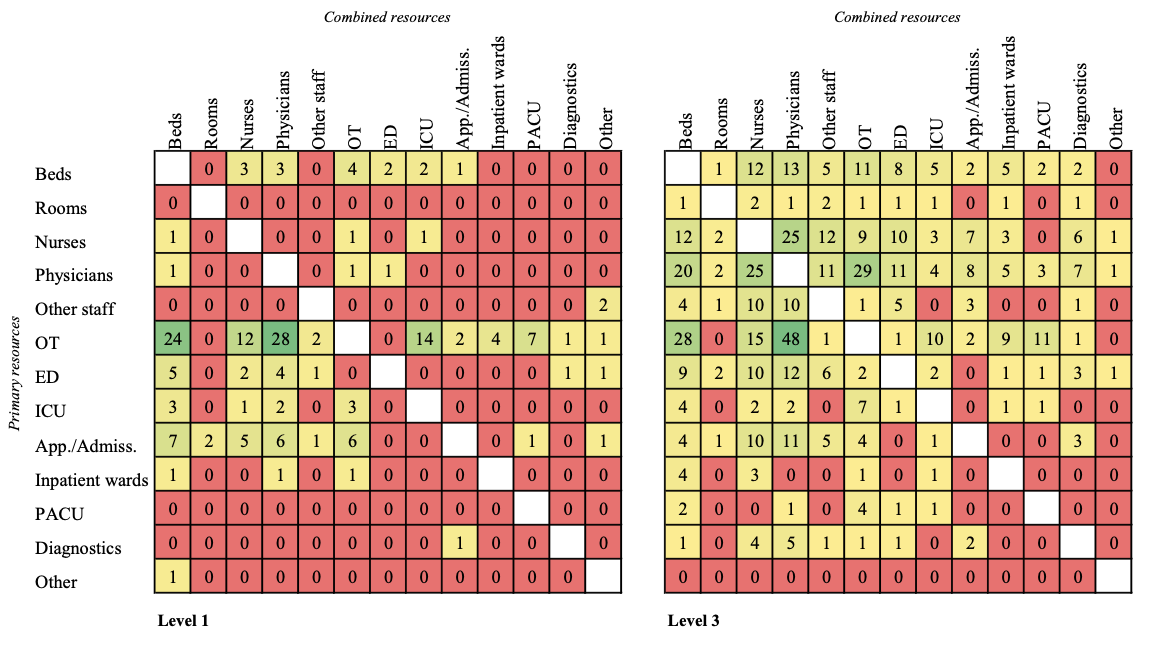 Combined resources
Combined resources
Beds Rooms Nurses Physicians Other staff OT ED ICU App./Admiss. Inpatient wards PACU Diagnostics Other
Beds Rooms Nurses Physicians Other staff OT ED ICU App./Admiss. Inpatient wards PACU Diagnostics Other
Primary resources
Beds 0 3 3 0 4 2 2 1 0 0 0 0 1 12 13 5 11 8 5 2 5 2 2 0
Rooms 0 0 0 0 0 0 0 0 0 0 0 0 1 2 1 2 1 1 1 0 1 0 1 0
Nurses 1 0 0 0 1 0 1 0 0 0 0 0 12 2 25 12 9 10 3 7 3 0 6 1
Physicians 1 0 0 0 1 1 0 0 0 0 0 0 20 2 25 11 29 11 4 8 5 3 7 1
Other staff 0 0 0 0 0 0 0 0 0 0 0 2 4 1 10 10 1 5 0 3 0 0 1 0
OT 24 0 12 28 2 0 14 2 4 7 1 1 28 0 15 48 1 1 10 2 9 11 1 0
ED 5 0 2 4 1 0 0 0 0 0 1 1 9 2 10 12 6 2 2 0 1 1 3 1
ICU 3 0 1 2 0 3 0 0 0 0 0 0 4 0 2 2 0 7 1 0 1 1 0 0
App./Admiss. 7 2 5 6 1 6 0 0 0 1 0 1 4 1 10 11 5 4 0 1 0 0 3 0
Inpatient wards 1 0 0 1 0 1 0 0 0 0 0 0 4 0 3 0 0 1 0 1 0 0 0 0
PACU 0 0 0 0 0 0 0 0 0 0 0 0 2 0 0 1 0 4 1 1 0 0 0 0
Diagnostics 0 0 0 0 0 0 0 0 1 0 0 0 1 0 4 5 1 1 1 0 2 0 0 0
Other 1 0 0 0 0 0 0 0 0 0 0 0 0 0 0 0 0 0 0 0 0 0 0 0
Level 1
Level 3